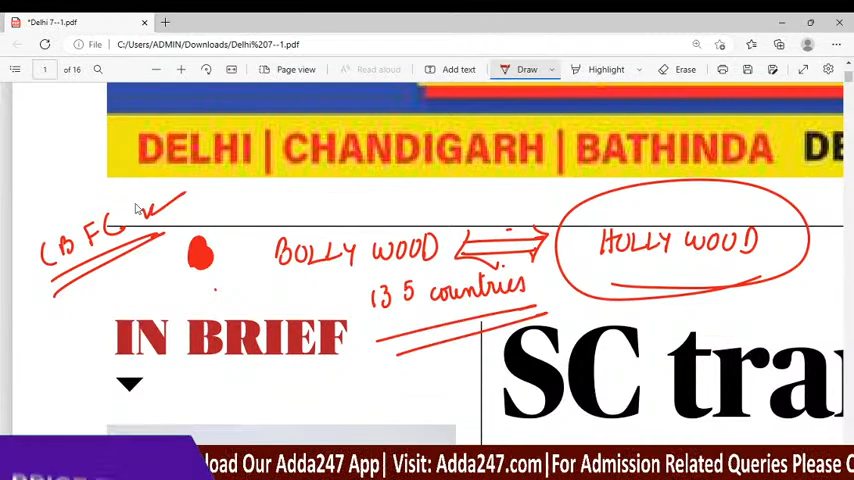 *Delhi 7--1.pdf
File
C:/Users/ADMIN/Downloads/Delhi%207--1.pdf
1 of 16
Page view
Read aloud
Add text
Draw
Highlight
Erase
DELHI | CHANDIGARH | BATHINDA DE
CBFC
BOLLY WOOD
HOLLY WOOD
135 countries
IN BRIEF
SC tra
load Our Adda247 App| Visit: Adda247.com|For Admission Related Queries Please C